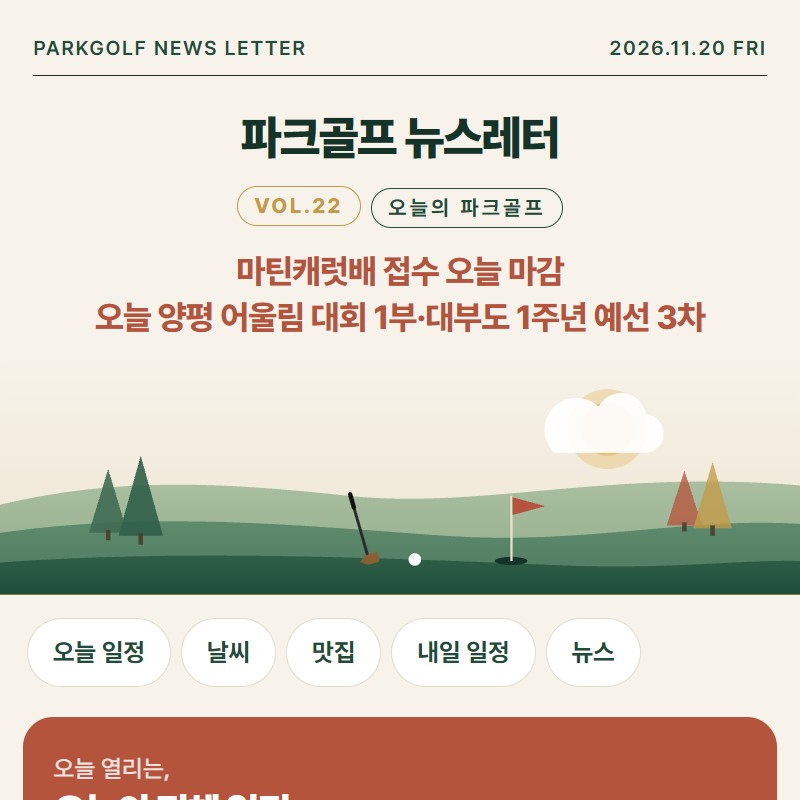 PARKGOLF NEWS LETTER
2026.11.20 FRI
파크골프 뉴스레터
VOL.22
오늘의 파크골프
마틴캐럿배 접수 오늘 마감
오늘 양평 어울림 대회 1부·대부도 1주년 예선 3차
오늘 일정
날씨
맛집
내일 일정
뉴스
오늘 열리는,